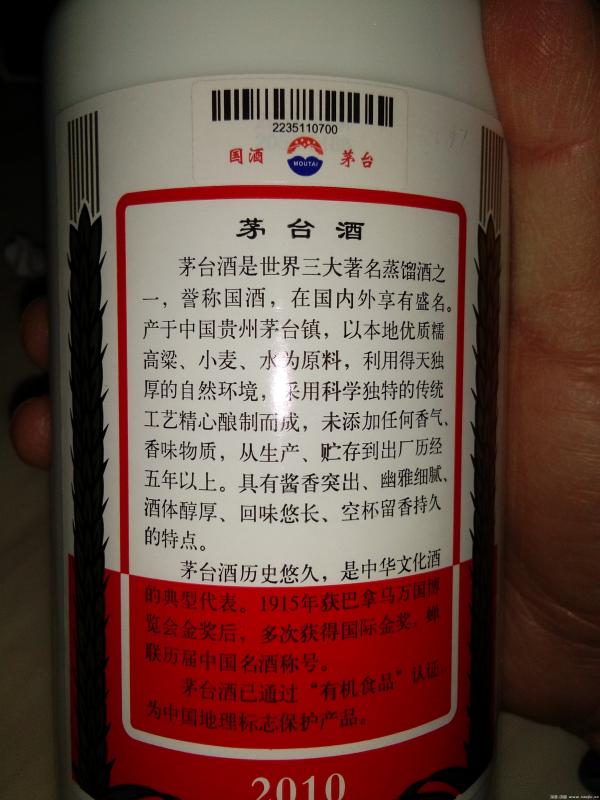 2235110700
国酒 MOUTAI 茅台
茅台酒
茅台酒是世界三大著名蒸馏酒之
一，誉称国酒，在国内外享有盛名。
产于中国贵州茅台镇，以本地优质糯
高粱、小麦、水为原料，利用得天独
厚的自然环境，采用科学独特的传统
工艺精心酿制而成，未添加任何香气、
香味物质，从生产、贮存到出厂历经
五年以上。具有酱香突出、幽雅细腻、
酒体醇厚、回味悠长、空杯留香持久
的特点。
茅台酒历史悠久，是中华文化酒
的典型代表。1915年获巴拿马万国博
览会金奖后，多次获得国际金奖，蝉
联历届中国名酒称号。
茅台酒已通过“有机食品”认证，
为中国地理标志保护产品。
2010